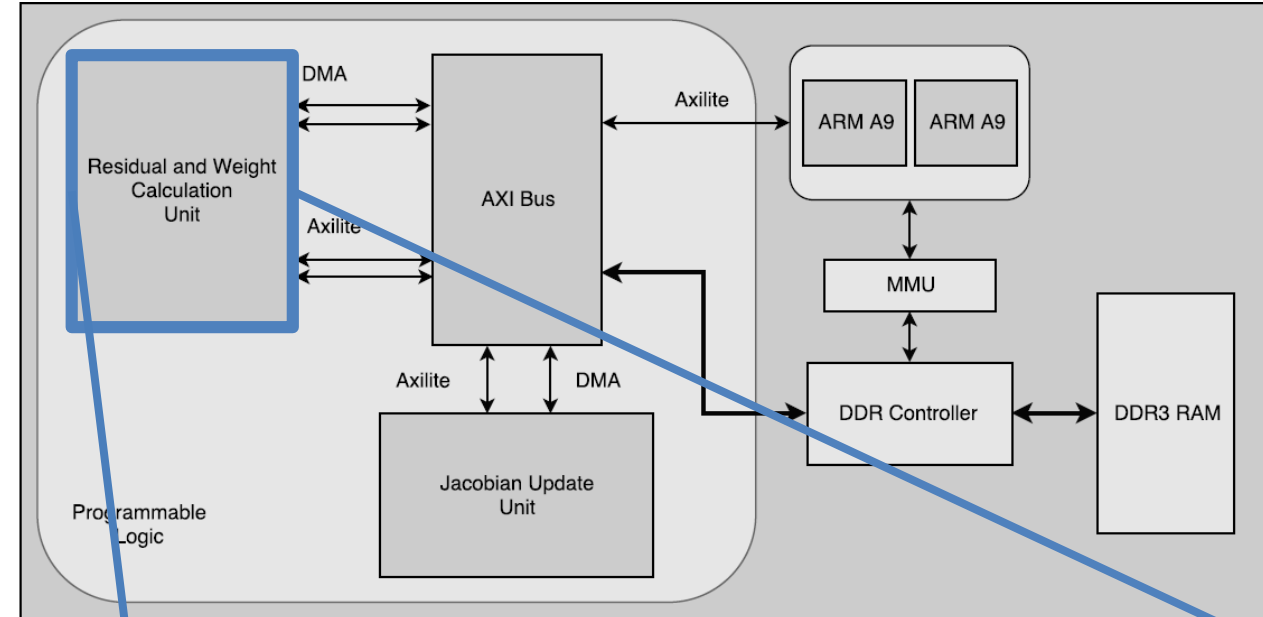 DMA
Residual and Weight
Calculation
Unit
Axilite
AXI Bus
Axilite
ARM A9
ARM A9
MMU
Axilite
DMA
DDR Controller
DDR3 RAM
Jacobian Update
Unit
Programmable
Logic